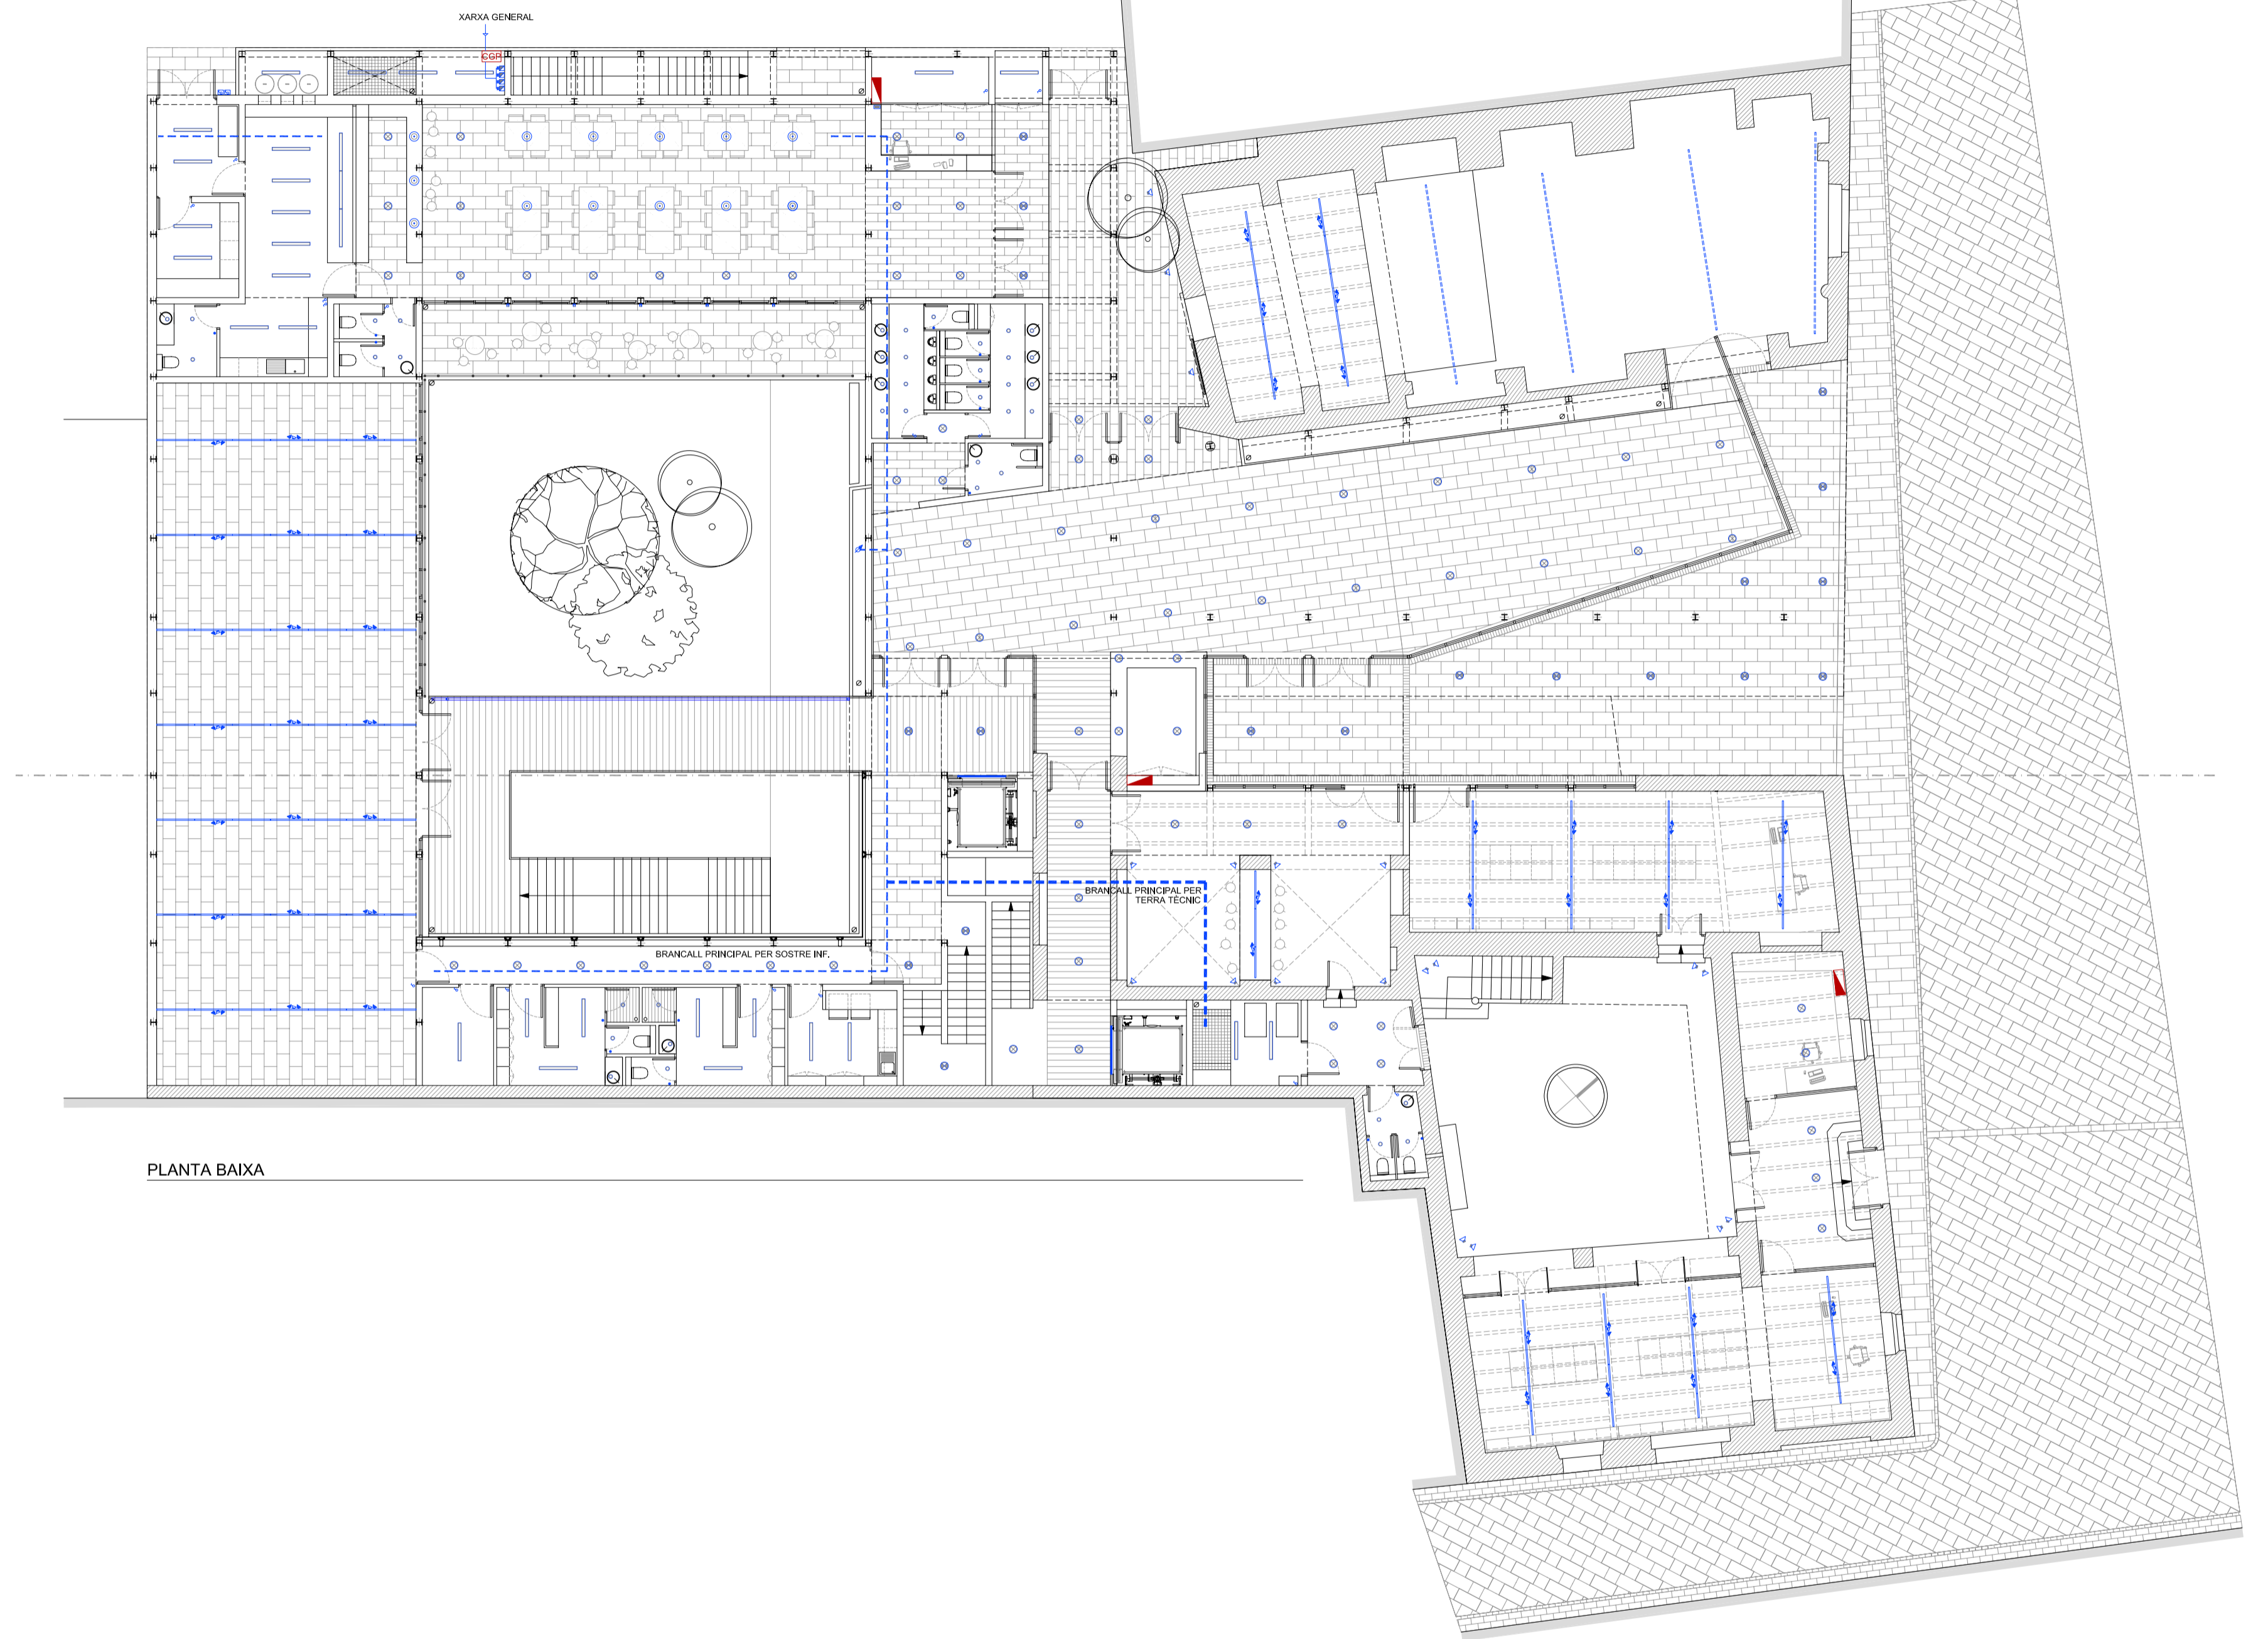 XARXA GENERAL
CGP
BRANCALL PRINCIPAL PER
TERRA TÈCNIC
BRANCALL PRINCIPAL PER SOSTRE INF.
PLANTA BAIXA